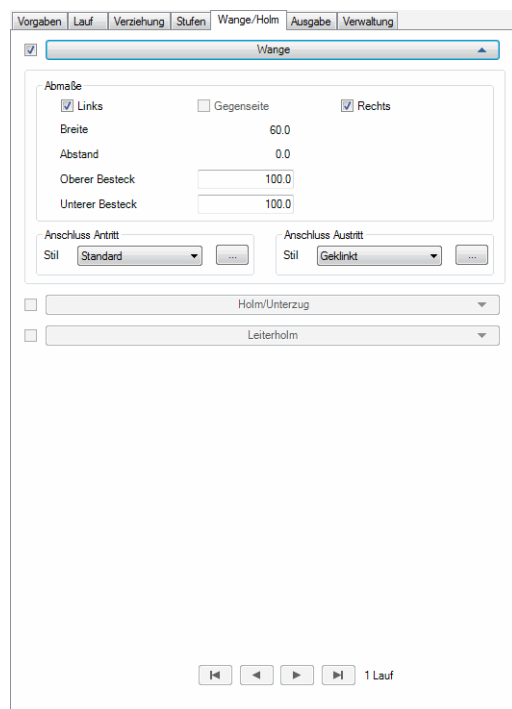 Vorgaben Lauf Verziehung Stufen Wange/Holm Ausgabe Verwaltung
Wange
Abmaße
Links Gegenseite Rechts
Breite 60.0
Abstand 0.0
Oberer Besteck 100.0
Unterer Besteck 100.0
Anschluss Antritt Anschluss Austritt
Stil Standard ... Stil Geklinkt ...
Holm/Unterzug
Leiterholm
1 Lauf